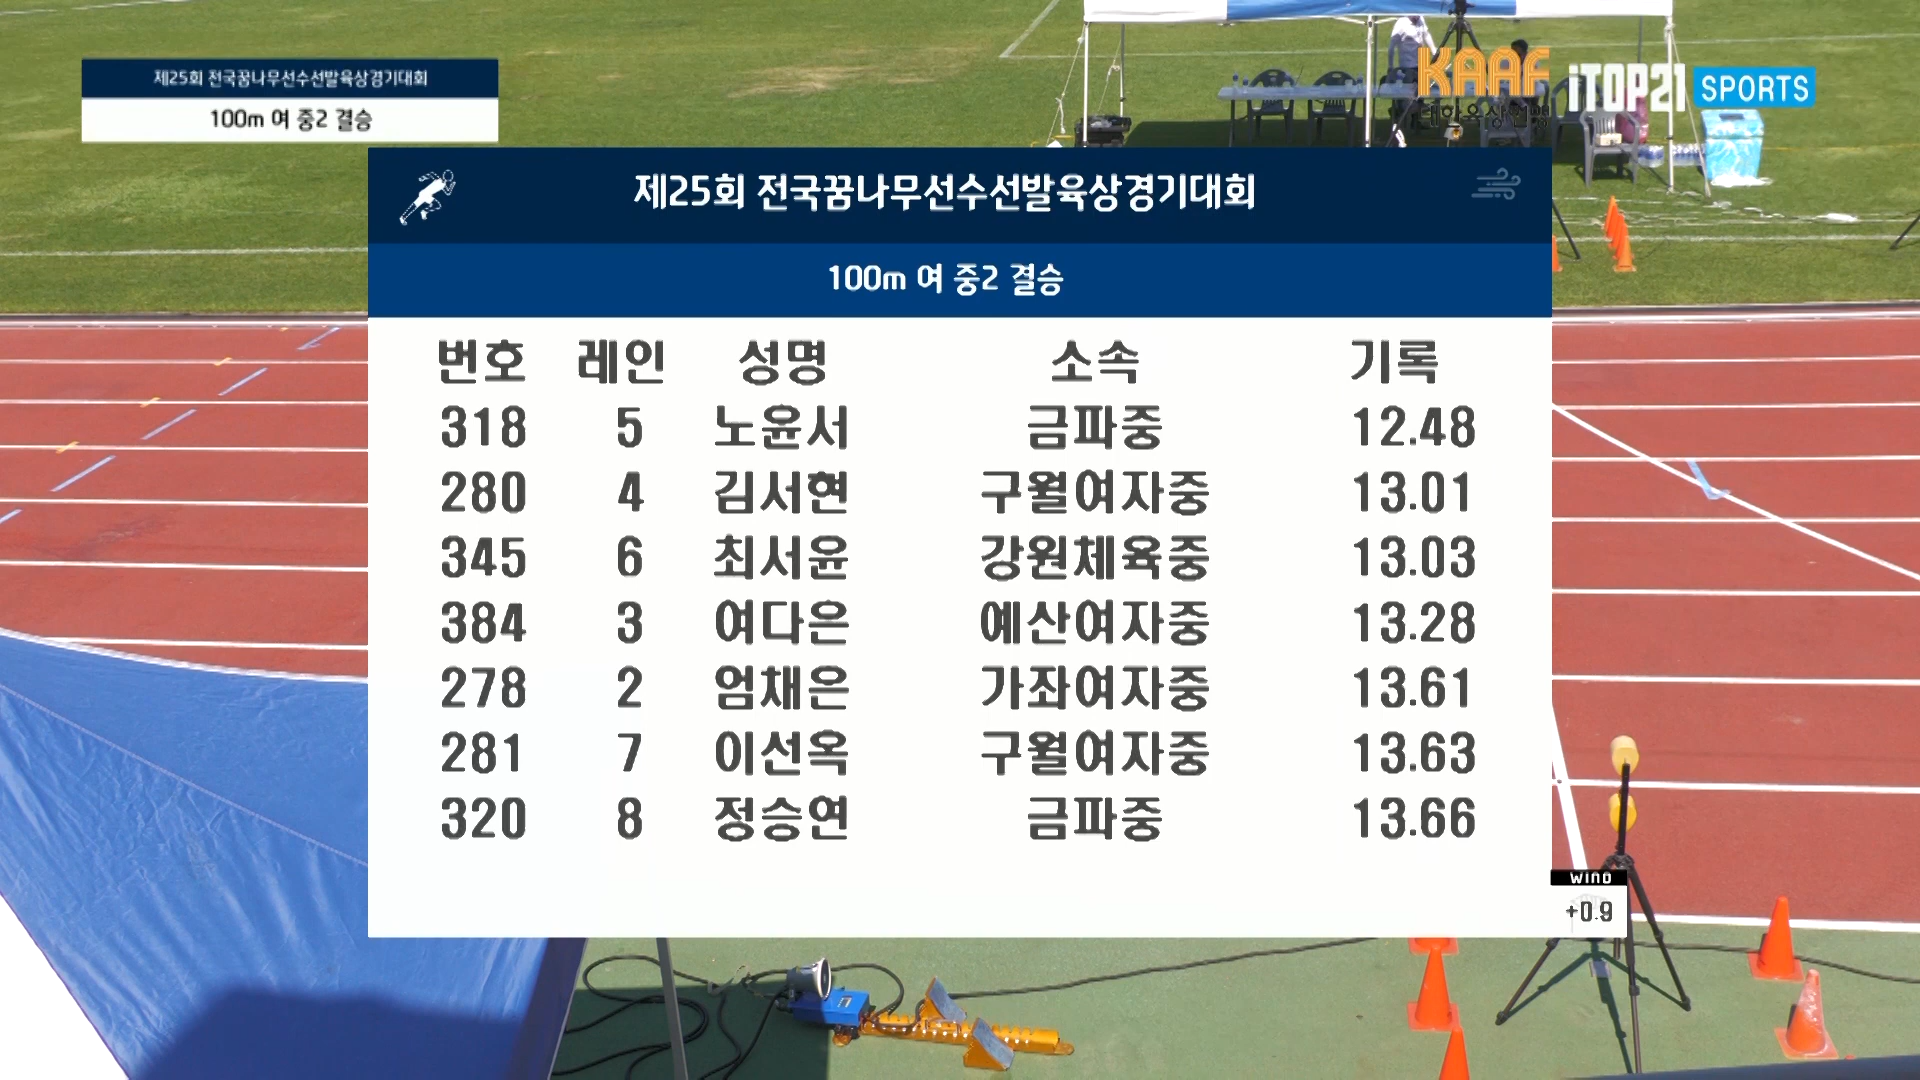 제25회 전국꿈나무선수선발육상경기대회
100m 여 중2 결승
KAAF
대한육상연맹
iTOP21 SPORTS
제25회 전국꿈나무선수선발육상경기대회
100m 여 중2 결승
번호 레인 성명 소속 기록
318 5 노윤서 금파중 12.48
280 4 김서현 구월여자중 13.01
345 6 최서윤 강원체육중 13.03
384 3 여다은 예산여자중 13.28
278 2 엄채은 가좌여자중 13.61
281 7 이선옥 구월여자중 13.63
320 8 정승연 금파중 13.66
WIND
+0.9